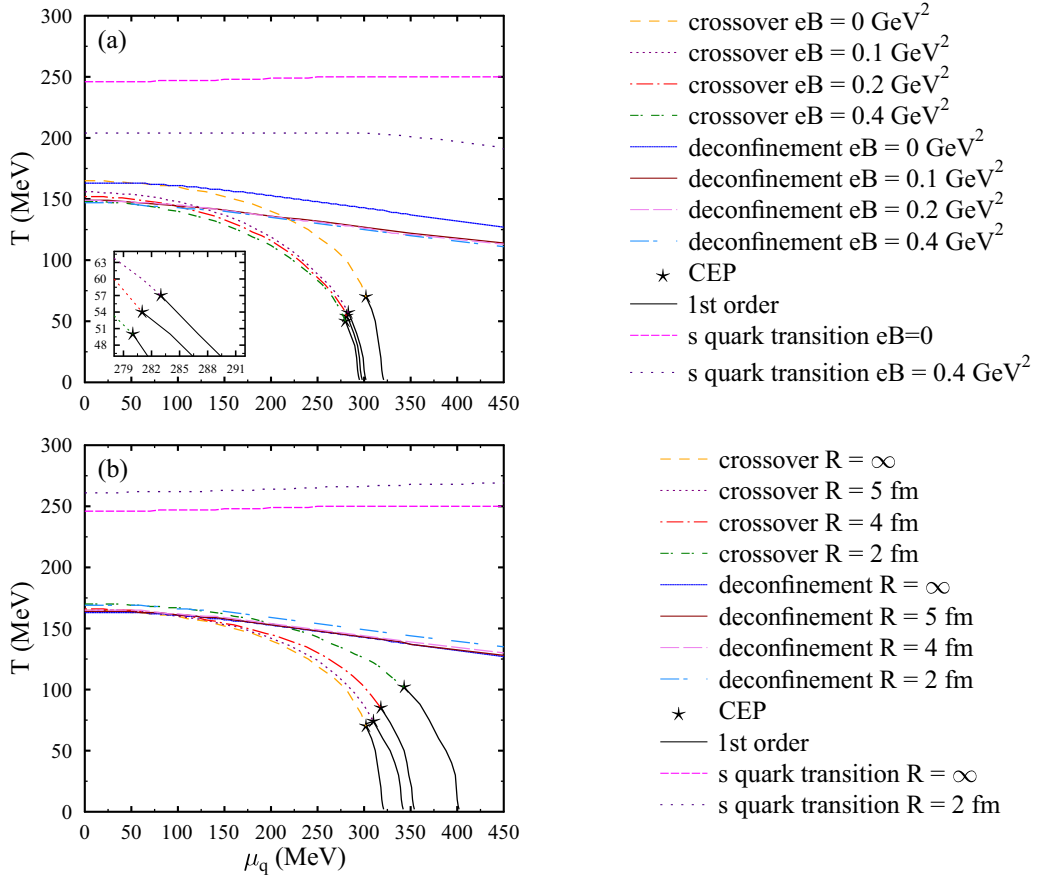 (a)
T (MeV)
300
250
200
150
100
50
0
63
60
57
54
51
48
279 282 285 288 291
0 50 100 150 200 250 300 350 400 450
crossover eB = 0 GeV²
crossover eB = 0.1 GeV²
crossover eB = 0.2 GeV²
crossover eB = 0.4 GeV²
deconfinement eB = 0 GeV²
deconfinement eB = 0.1 GeV²
deconfinement eB = 0.2 GeV²
deconfinement eB = 0.4 GeV²
CEP
1st order
s quark transition eB=0
s quark transition eB = 0.4 GeV²
(b)
T (MeV)
300
250
200
150
100
50
0
0 50 100 150 200 250 300 350 400 450
μq (MeV)
crossover R = ∞
crossover R = 5 fm
crossover R = 4 fm
crossover R = 2 fm
deconfinement R = ∞
deconfinement R = 5 fm
deconfinement R = 4 fm
deconfinement R = 2 fm
CEP
1st order
s quark transition R = ∞
s quark transition R = 2 fm